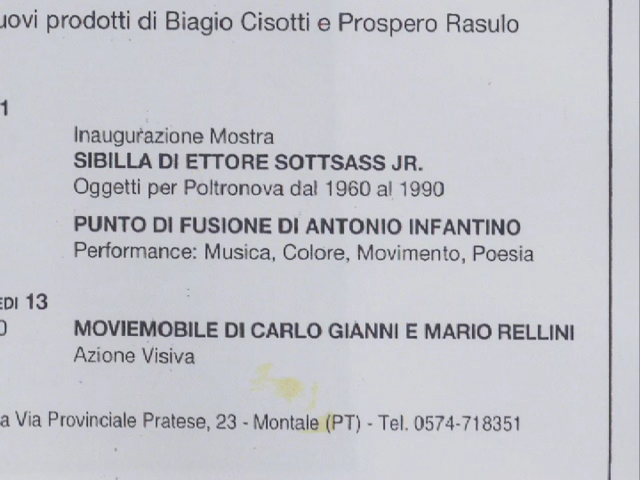 uovi prodotti di Biagio Cisotti e Prospero Rasulo
1
Inaugurazione Mostra
SIBILLA DI ETTORE SOTTSASS JR.
Oggetti per Poltronova dal 1960 al 1990
PUNTO DI FUSIONE DI ANTONIO INFANTINO
Performance: Musica, Colore, Movimento, Poesia
EDI 13
0
MOVIEMOBILE DI CARLO GIANNI E MARIO RELLINI
Azione Visiva
a Via Provinciale Pratese, 23 - Montale (PT) - Tel. 0574-718351